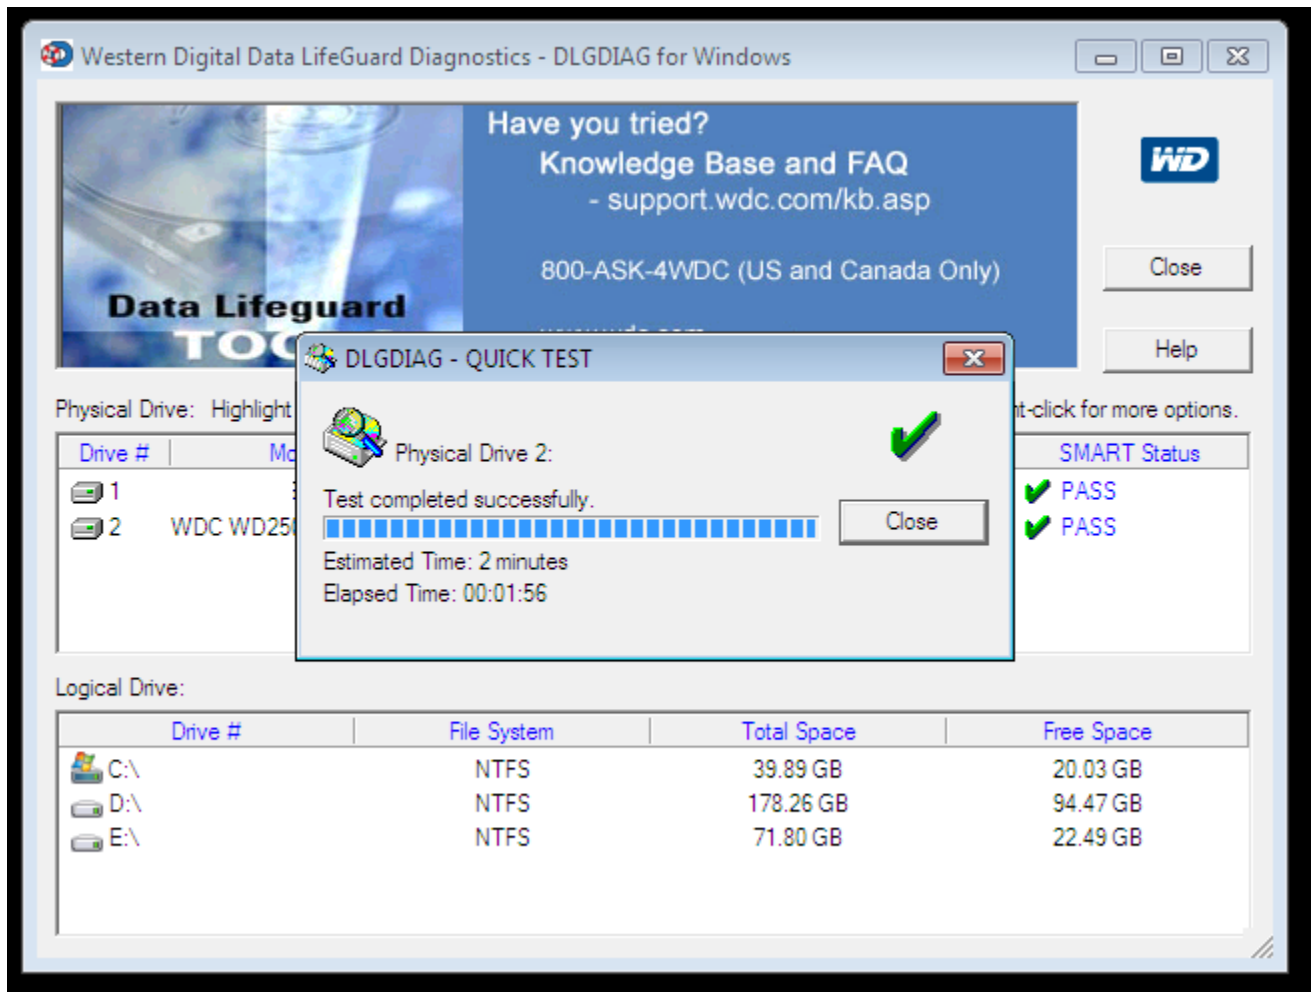 Western Digital Data LifeGuard Diagnostics - DLGDIAG for Windows
Have you tried?
Knowledge Base and FAQ
- support.wdc.com/kb.asp
800-ASK-4WDC (US and Canada Only)
Data Lifeguard
WD
Close
Help
DLGDIAG - QUICK TEST
Physical Drive 2:
Test completed successfully.
Close
Estimated Time: 2 minutes
Elapsed Time: 00:01:56
Physical Drive: Highlight
for more options.
Drive # SMART Status
1 PASS
2 WDC PASS
Logical Drive:
Drive # File System Total Space Free Space
C:\ NTFS 39.89 GB 20.03 GB
D:\ NTFS 178.26 GB 94.47 GB
E:\ NTFS 71.80 GB 22.49 GB